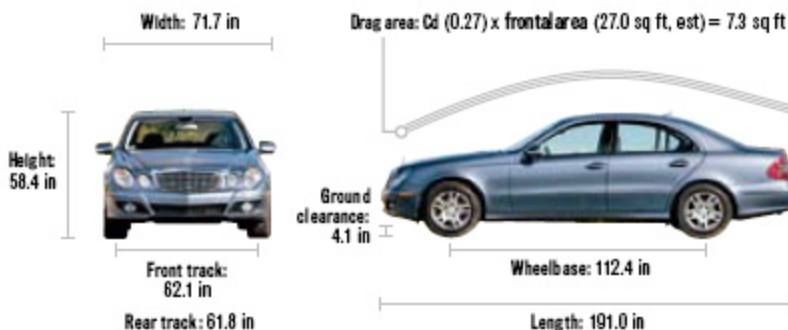 Width: 71.7 in
Drag area: Cd (0.27) x frontal area (27.0 sq ft, est) = 7.3 sq ft
Height:
58.4 in
Ground
clearance:
4.1 in
Front track:
62.1 in
Rear track: 61.8 in
Wheelbase: 112.4 in
Length: 191.0 in